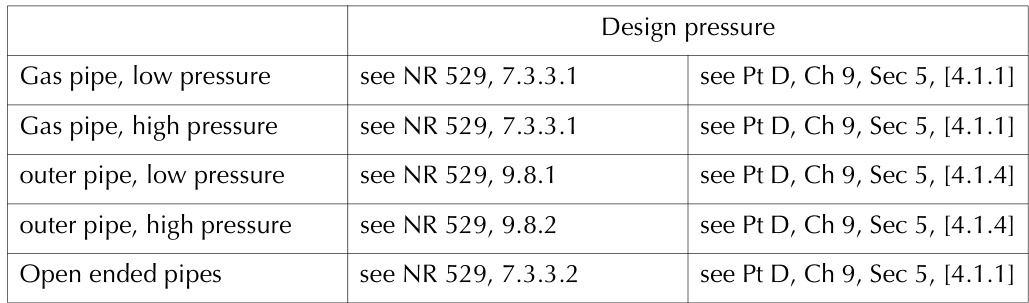 Design pressure
Gas pipe, low pressure see NR 529, 7.3.3.1 see Pt D, Ch 9, Sec 5, [4.1.1]
Gas pipe, high pressure see NR 529, 7.3.3.1 see Pt D, Ch 9, Sec 5, [4.1.1]
outer pipe, low pressure see NR 529, 9.8.1 see Pt D, Ch 9, Sec 5, [4.1.4]
outer pipe, high pressure see NR 529, 9.8.2 see Pt D, Ch 9, Sec 5, [4.1.4]
Open ended pipes see NR 529, 7.3.3.2 see Pt D, Ch 9, Sec 5, [4.1.1]